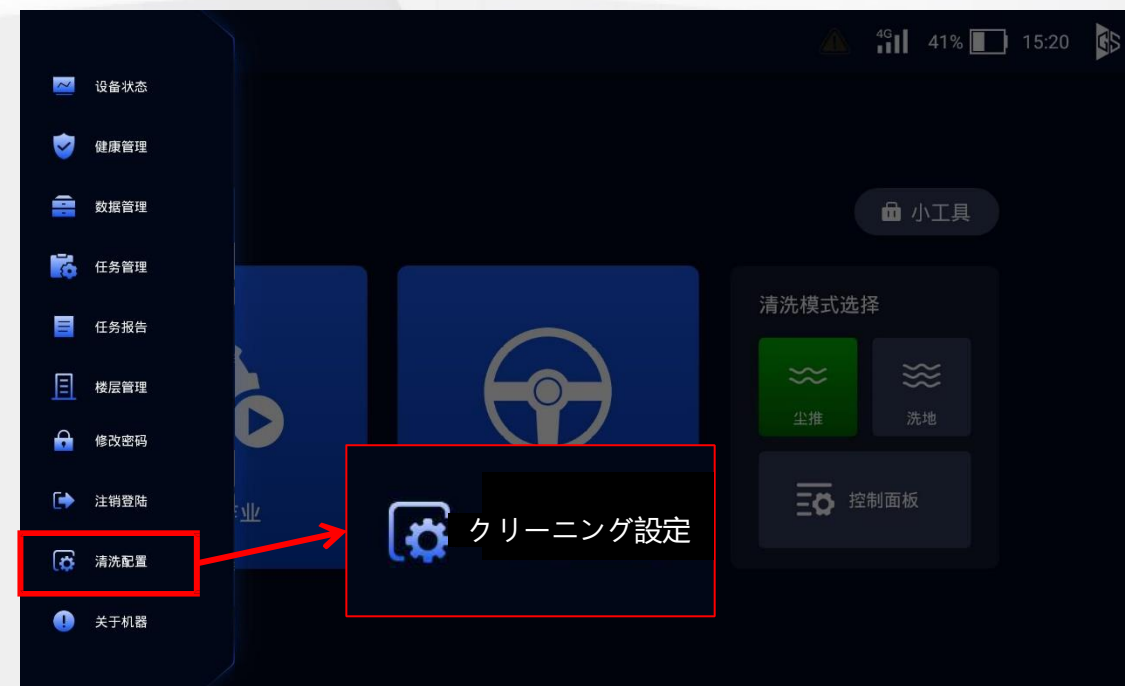 4G 41% 15:20 GS
设备状态
健康管理
数据管理
任务管理
任务报告
楼层管理
修改密码
注销登陆
清洗配置
关于机器
小工具
清洗模式选择
尘推
洗地
控制面板
业
クリーニング設定